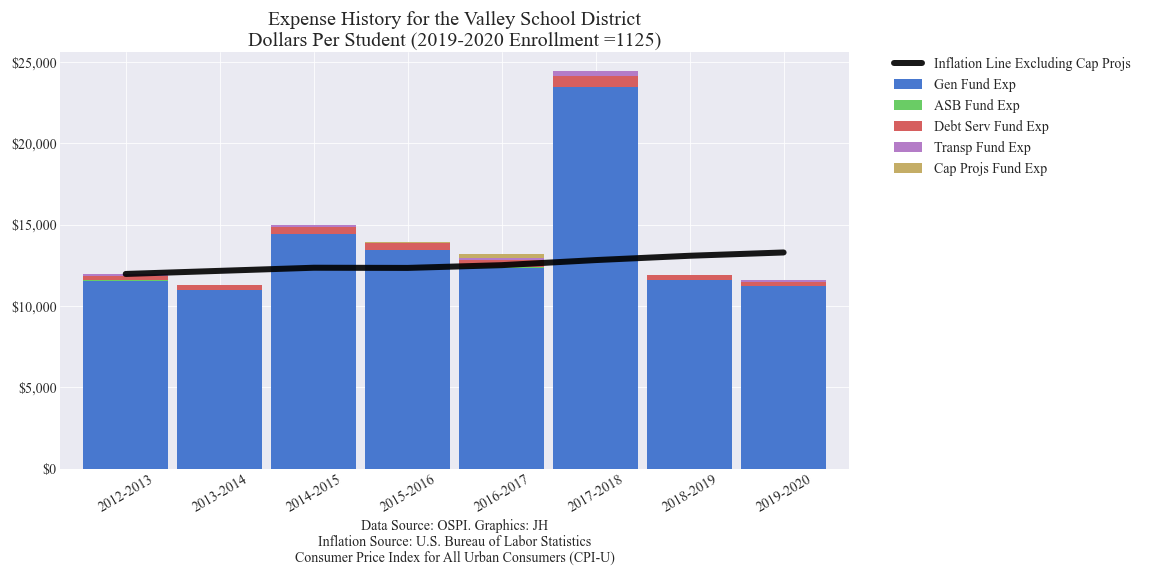 Expense History for the Valley School District
Dollars Per Student (2019-2020 Enrollment =1125)
$25,000
$20,000
$15,000
$10,000
$5,000
$0
2012-2013
2013-2014
2014-2015
2015-2016
2016-2017
2017-2018
2018-2019
2019-2020
Inflation Line Excluding Cap Projs
Gen Fund Exp
ASB Fund Exp
Debt Serv Fund Exp
Transp Fund Exp
Cap Projs Fund Exp
Data Source: OSPI. Graphics: JH
Inflation Source: U.S. Bureau of Labor Statistics
Consumer Price Index for All Urban Consumers (CPI-U)